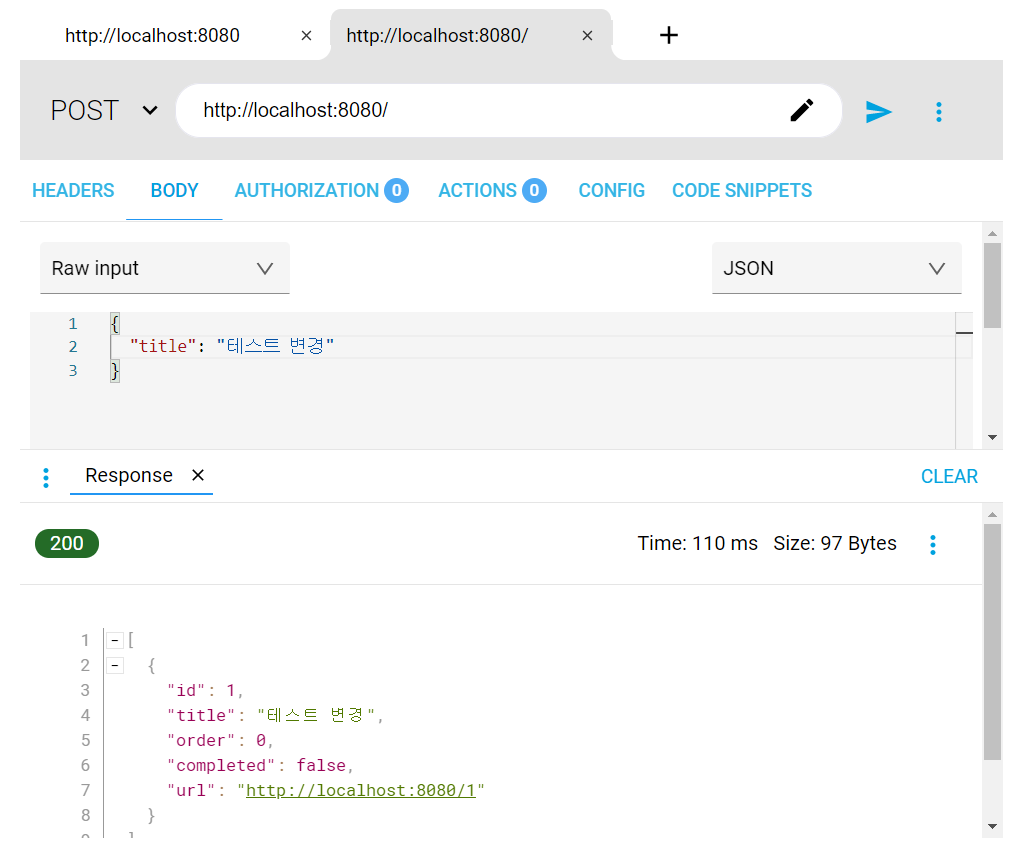 http://localhost:8080 × http://localhost:8080/ × +
POST http://localhost:8080/
HEADERS BODY AUTHORIZATION 0 ACTIONS 0 CONFIG CODE SNIPPETS
Raw input JSON
1 {
2 "title": "테스트 변경"
3 }
Response × CLEAR
200 Time: 110 ms Size: 97 Bytes
1 - [
2 - {
3 "id": 1,
4 "title": "테스트 변경",
5 "order": 0,
6 "completed": false,
7 "url": "http://localhost:8080/1"
8 }